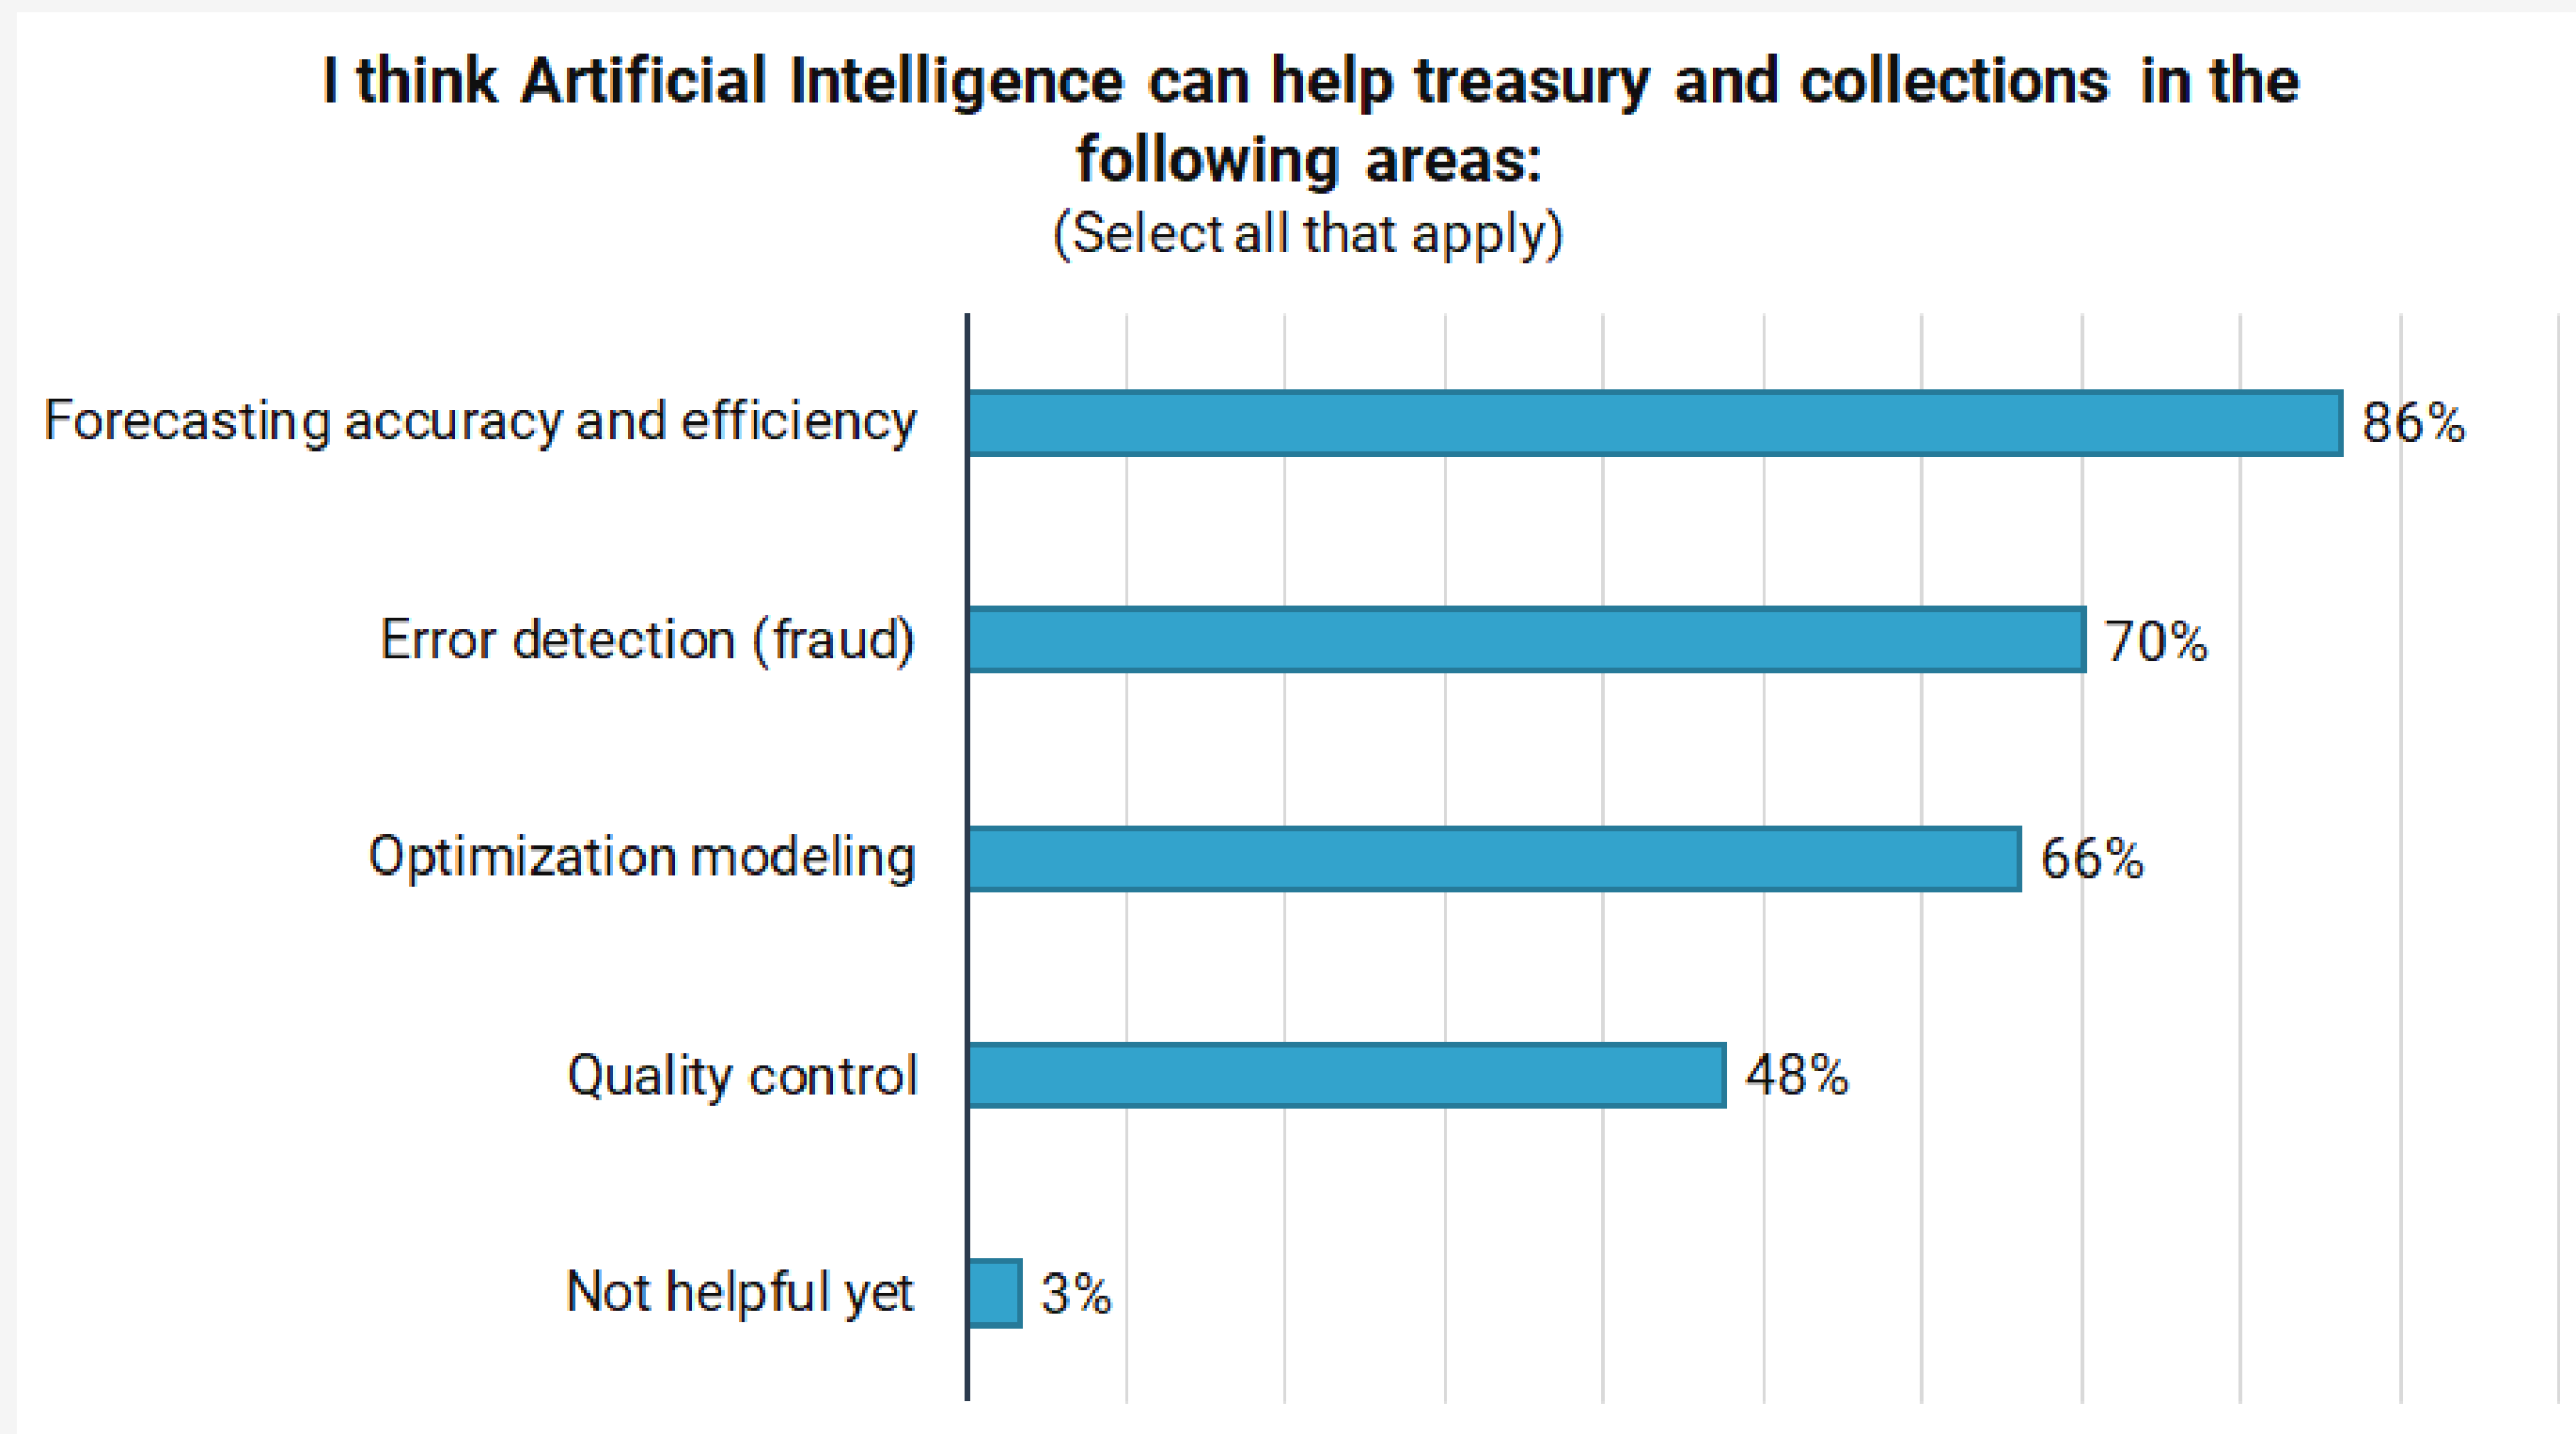 I think Artificial Intelligence can help treasury and collections in the
following areas:
(Select all that apply)
Forecasting accuracy and efficiency 86%
Error detection (fraud) 70%
Optimization modeling 66%
Quality control 48%
Not helpful yet 3%